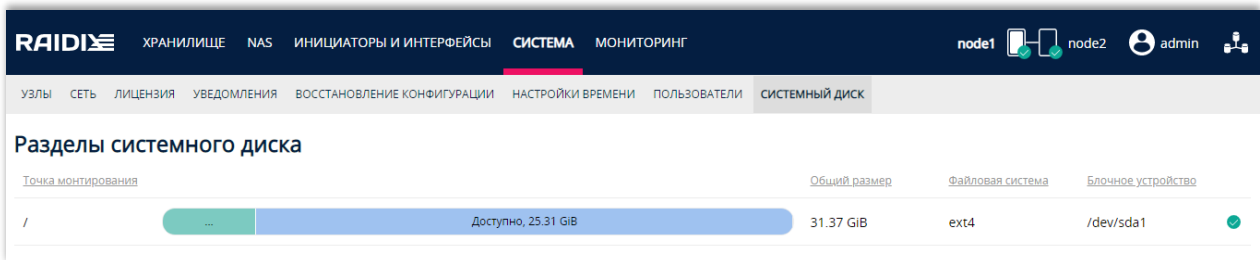 RAIDIX ХРАНИЛИЩЕ NAS ИНИЦИАТОРЫ И ИНТЕРФЕЙСЫ СИСТЕМА МОНИТОРИНГ node1 node2 admin
УЗЛЫ СЕТЬ ЛИЦЕНЗИЯ УВЕДОМЛЕНИЯ ВОССТАНОВЛЕНИЕ КОНФИГУРАЦИИ НАСТРОЙКИ ВРЕМЕНИ ПОЛЬЗОВАТЕЛИ СИСТЕМНЫЙ ДИСК
Разделы системного диска
Точка монтирования Общий размер Файловая система Блочное устройство
/ ... Доступно, 25.31 GiB 31.37 GiB ext4 /dev/sda1